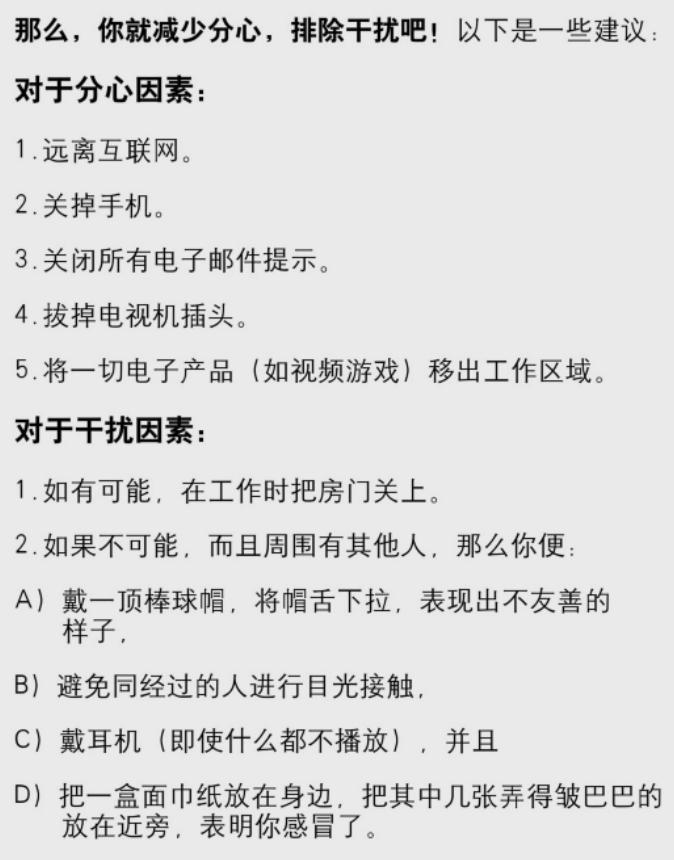 那么，你就减少分心，排除干扰吧！以下是一些建议：
对于分心因素：
1.远离互联网。
2.关掉手机。
3.关闭所有电子邮件提示。
4.拔掉电视机插头。
5.将一切电子产品（如视频游戏）移出工作区域。
对于干扰因素：
1.如有可能，在工作时把房门关上。
2.如果不可能，而且周围有其他人，那么你便：
A）戴一顶棒球帽，将帽舌下拉，表现出不友善的
样子，
B）避免同经过的人进行目光接触，
C）戴耳机（即使什么都不播放），并且
D）把一盒面巾纸放在身边，把其中几张弄得皱巴巴的
放在近旁，表明你感冒了。